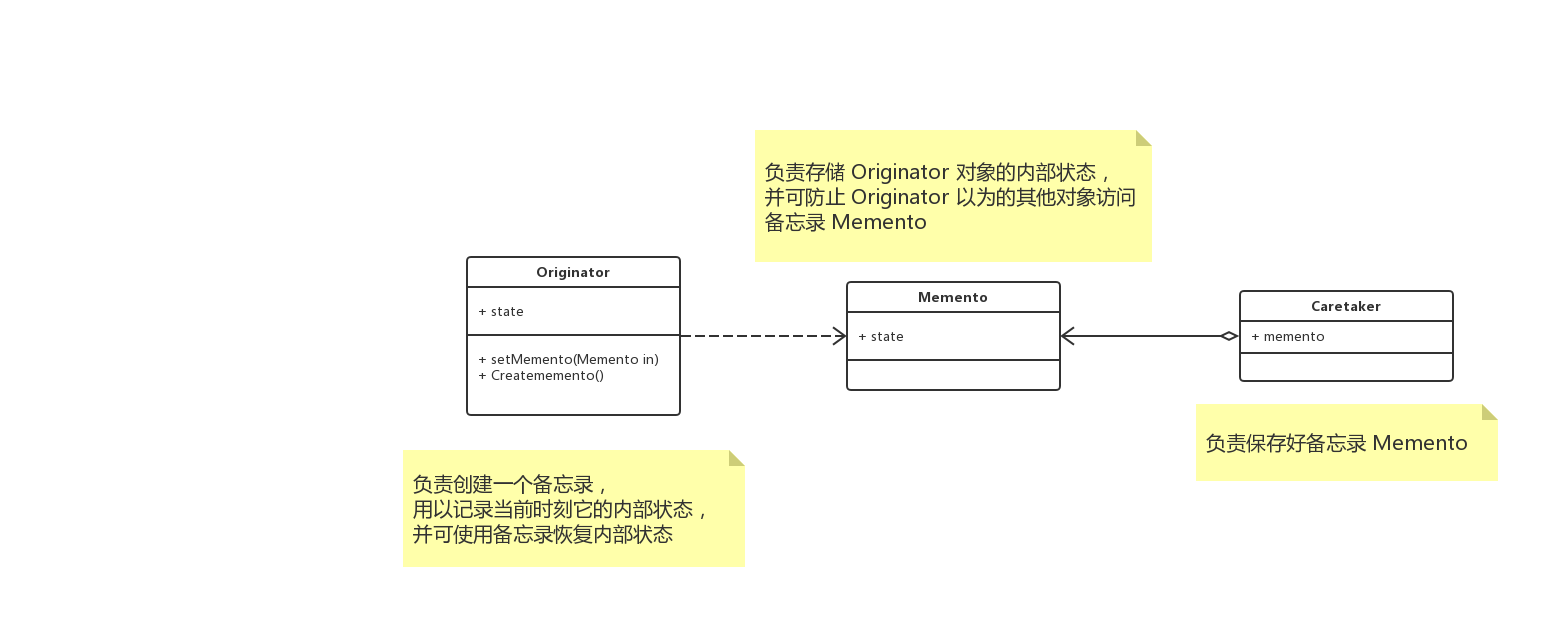 负责存储 Originator 对象的内部状态，
并可防止 Originator 以为的其他对象访问
备忘录 Memento
Originator
+ state
+ setMemento(Memento in)
+ Creatememento()
Memento
+ state
Caretaker
+ memento
负责保存好备忘录 Memento
负责创建一个备忘录，
用以记录当前时刻它的内部状态，
并可使用备忘录恢复内部状态